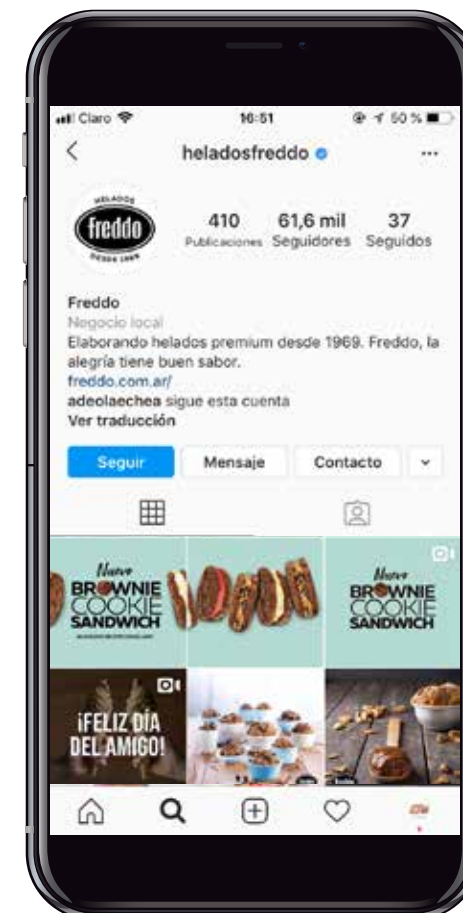 Claro 16:51 50 %
heladosfreddo
HELADOS
freddo
DESDE 1969
410 61,6 mil 37
Publicaciones Seguidores Seguidos
Freddo
Negocio local
Elaborando helados premium desde 1969. Freddo, la
alegría tiene buen sabor.
freddo.com.ar/
adeolaechea sigue esta cuenta
Ver traducción
Seguir Mensaje Contacto
Nuevo
BROWNIE
COOKIE
SANDWICH
Nuevo
BROWNIE
COOKIE
SANDWICH
¡FELIZ DÍA
DEL AMIGO!